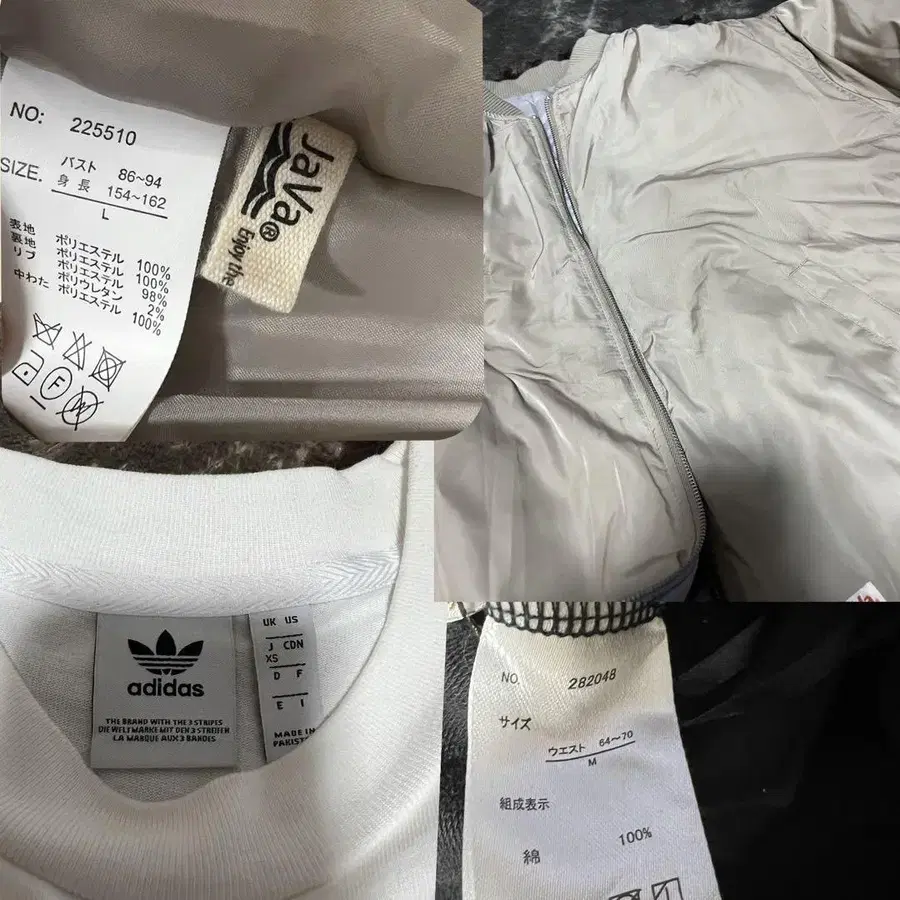 NO: 225510
SIZE. バスト 86~94
身長 154~162
L
表地 ポリエステル 100%
裏地 ポリエステル 100%
リブ ポリエステル 98%
ポリウレタン 2%
中わた ポリエステル 100%
F
JaVa®
Enjoy the
adidas
THE BRAND WITH THE 3 STRIPES
DIE WELTMARKE MIT DEN 3 STREIFEN
LA MARQUE AUX 3 BANDES
UK US
J CDN
XS
D F
E I
MADE IN
PAKIST
NO. 282048
サイズ
ウエスト 64~70
M
組成表示
綿 100%